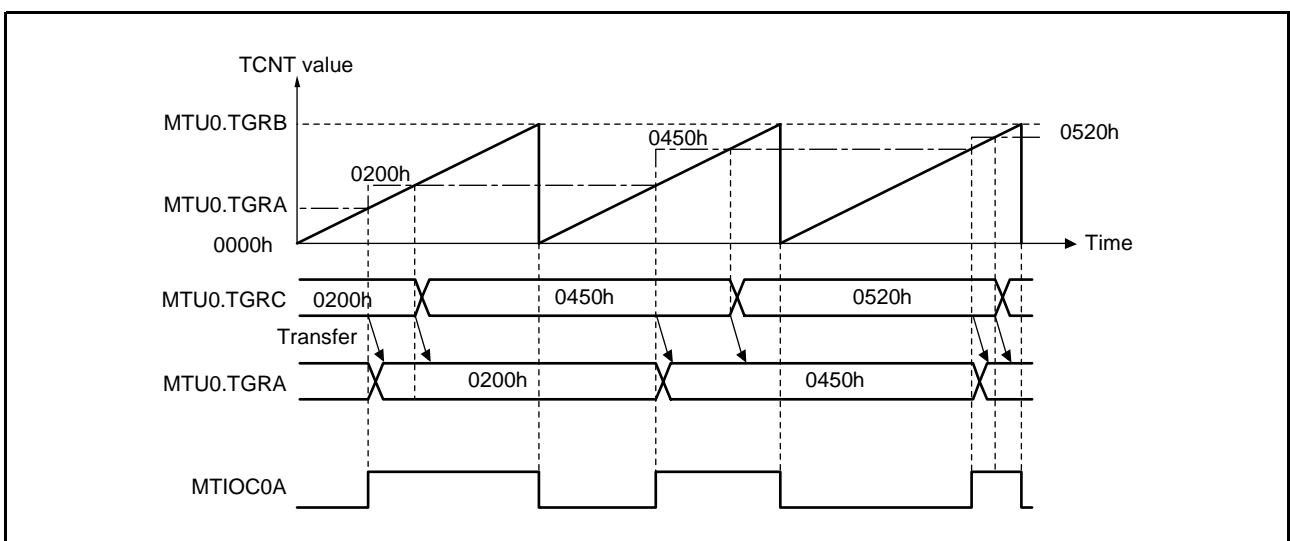 TCNT value
MTU0.TGRB
0450h
0520h
0200h
MTU0.TGRA
0000h
Time
MTU0.TGRC
0200h
0450h
0520h
Transfer
MTU0.TGRA
0200h
0450h
MTIOC0A